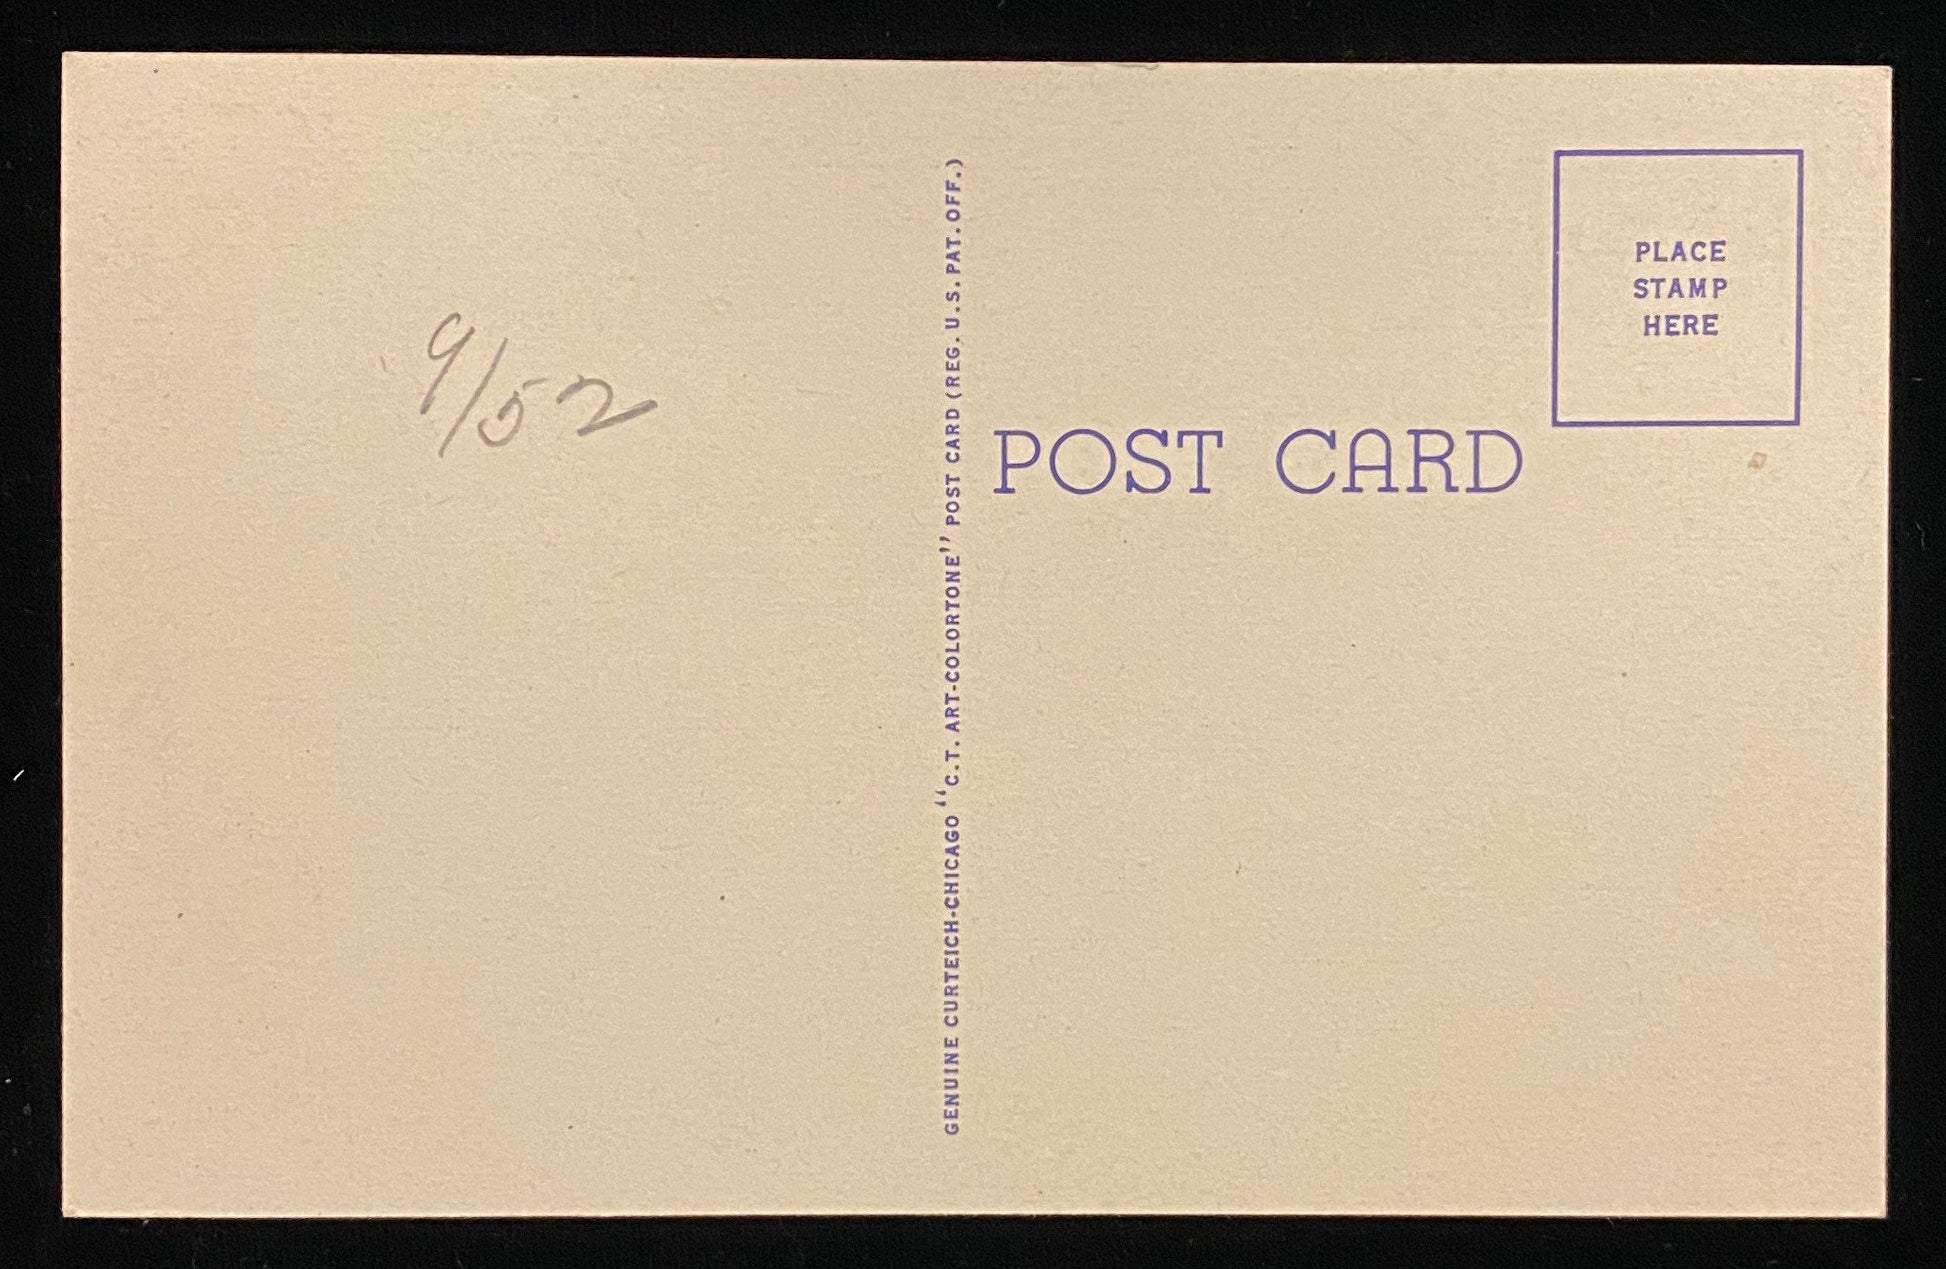 9/52
GENUINE CURTEICH-CHICAGO "C.T. ART-COLORTONE" POST CARD (REG. U.S. PAT. OFF.)
PLACE
STAMP
HERE
POST CARD